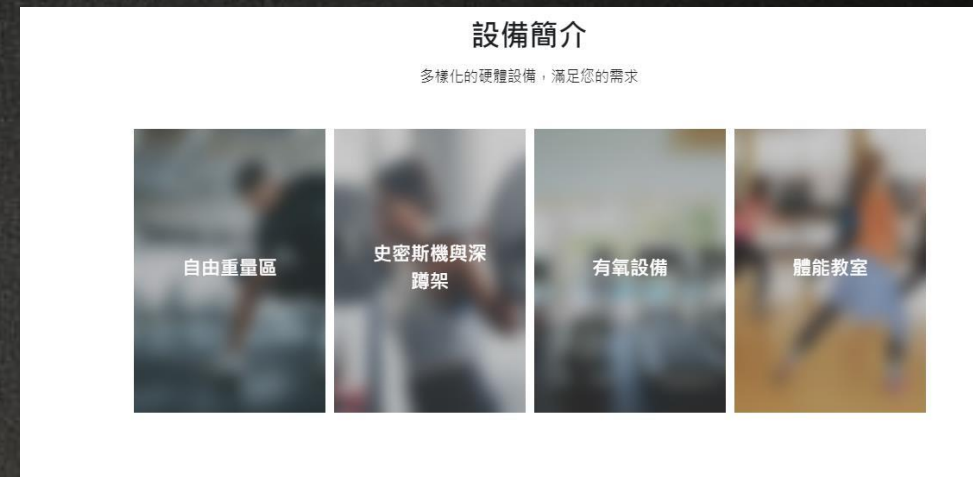 設備簡介
多樣化的硬體設備,滿足您的需求
自由重量區
史密斯機與深
蹲架
有氧設備
體能教室